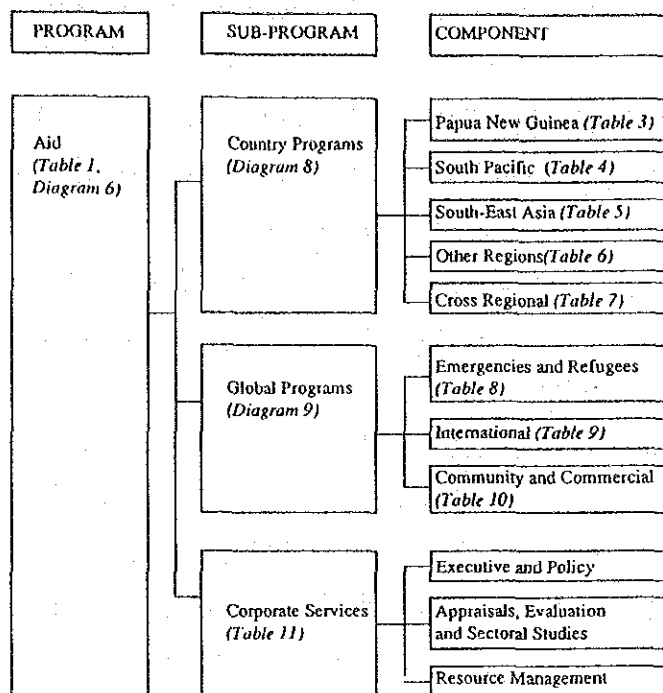 PROGRAM
SUB-PROGRAM
COMPONENT
Aid
(Table 1,
Diagram 6)
Country Programs
(Diagram 8)
Papua New Guinea (Table 3)
South Pacific (Table 4)
South-East Asia (Table 5)
Other Regions(Table 6)
Cross Regional (Table 7)
Global Programs
(Diagram 9)
Emergencies and Refugees
(Table 8)
International (Table 9)
Community and Commercial
(Table 10)
Corporate Services
(Table 11)
Executive and Policy
Appraisals, Evaluation
and Sectoral Studies
Resource Management